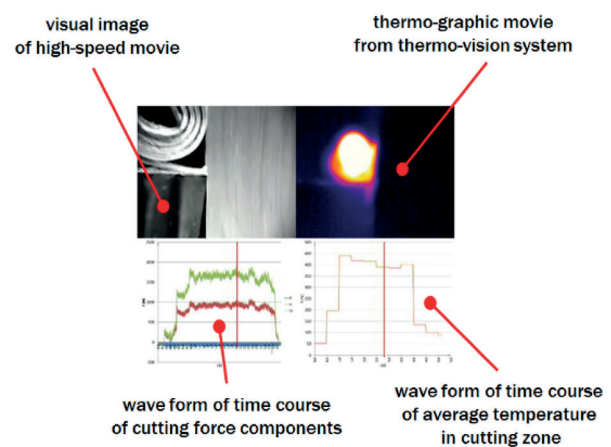 visual image
of high-speed movie
thermo-graphic movie
from thermo-vision system
wave form of time course
of cutting force components
wave form of time course
of average temperature
in cutting zone